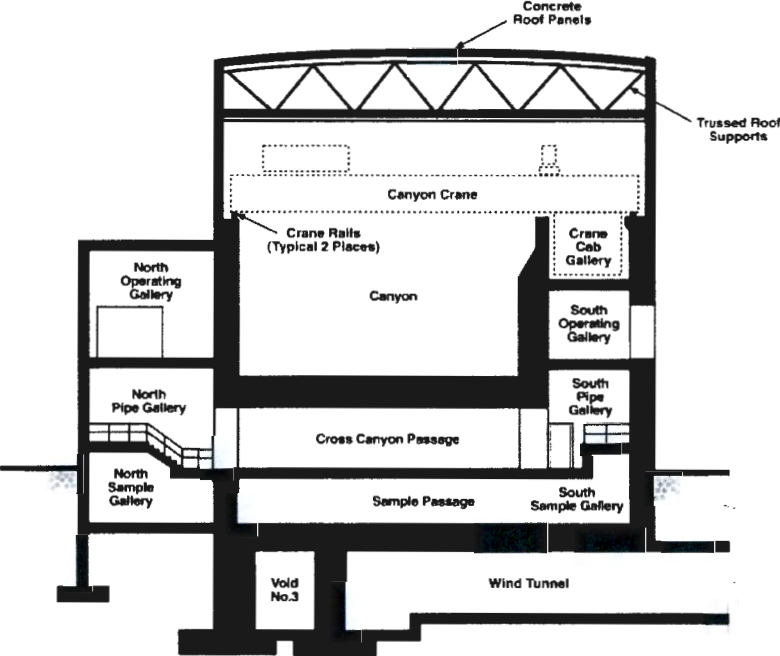 Concrete
Roof Panels
Trussed Roof
Supports
Canyon Crane
Crane Rails
(Typical 2 Places)
Crane
Cab
Gallery
North
Operating
Gallery
Canyon
South
Operating
Gallery
North
Pipe Gallery
South
Pipe
Gallery
Cross Canyon Passage
North
Sample
Gallery
Sample Passage
South
Sample Gallery
Void
No.3
Wind Tunnel